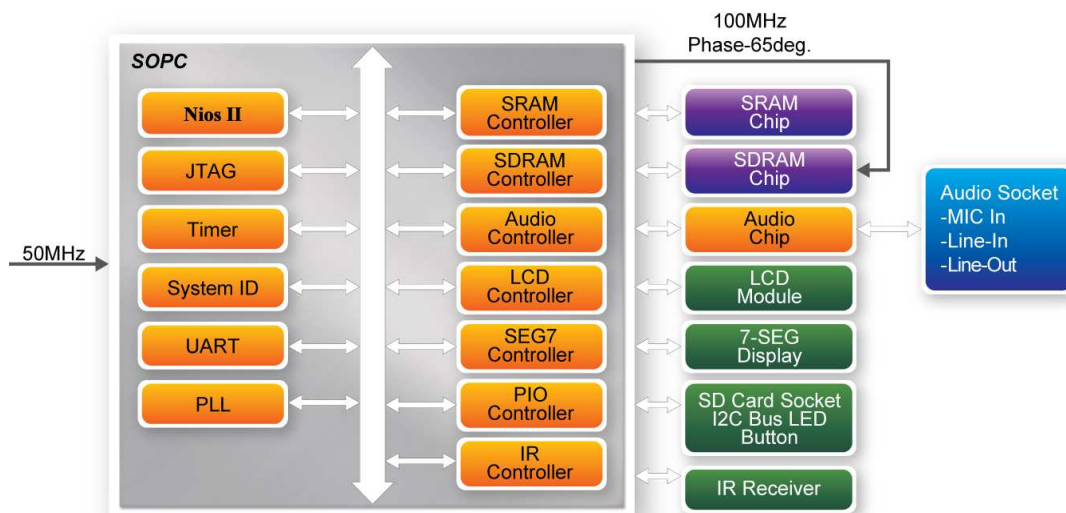 100MHz
Phase-65deg.
SOPC
Nios II
JTAG
Timer
System ID
UART
PLL
50MHz
SRAM
Controller
SDRAM
Controller
Audio
Controller
LCD
Controller
SEG7
Controller
PIO
Controller
IR
Controller
SRAM
Chip
SDRAM
Chip
Audio
Chip
LCD
Module
7-SEG
Display
SD Card Socket
I2C Bus LED
Button
IR Receiver
Audio Socket
-MIC In
-Line-In
-Line-Out